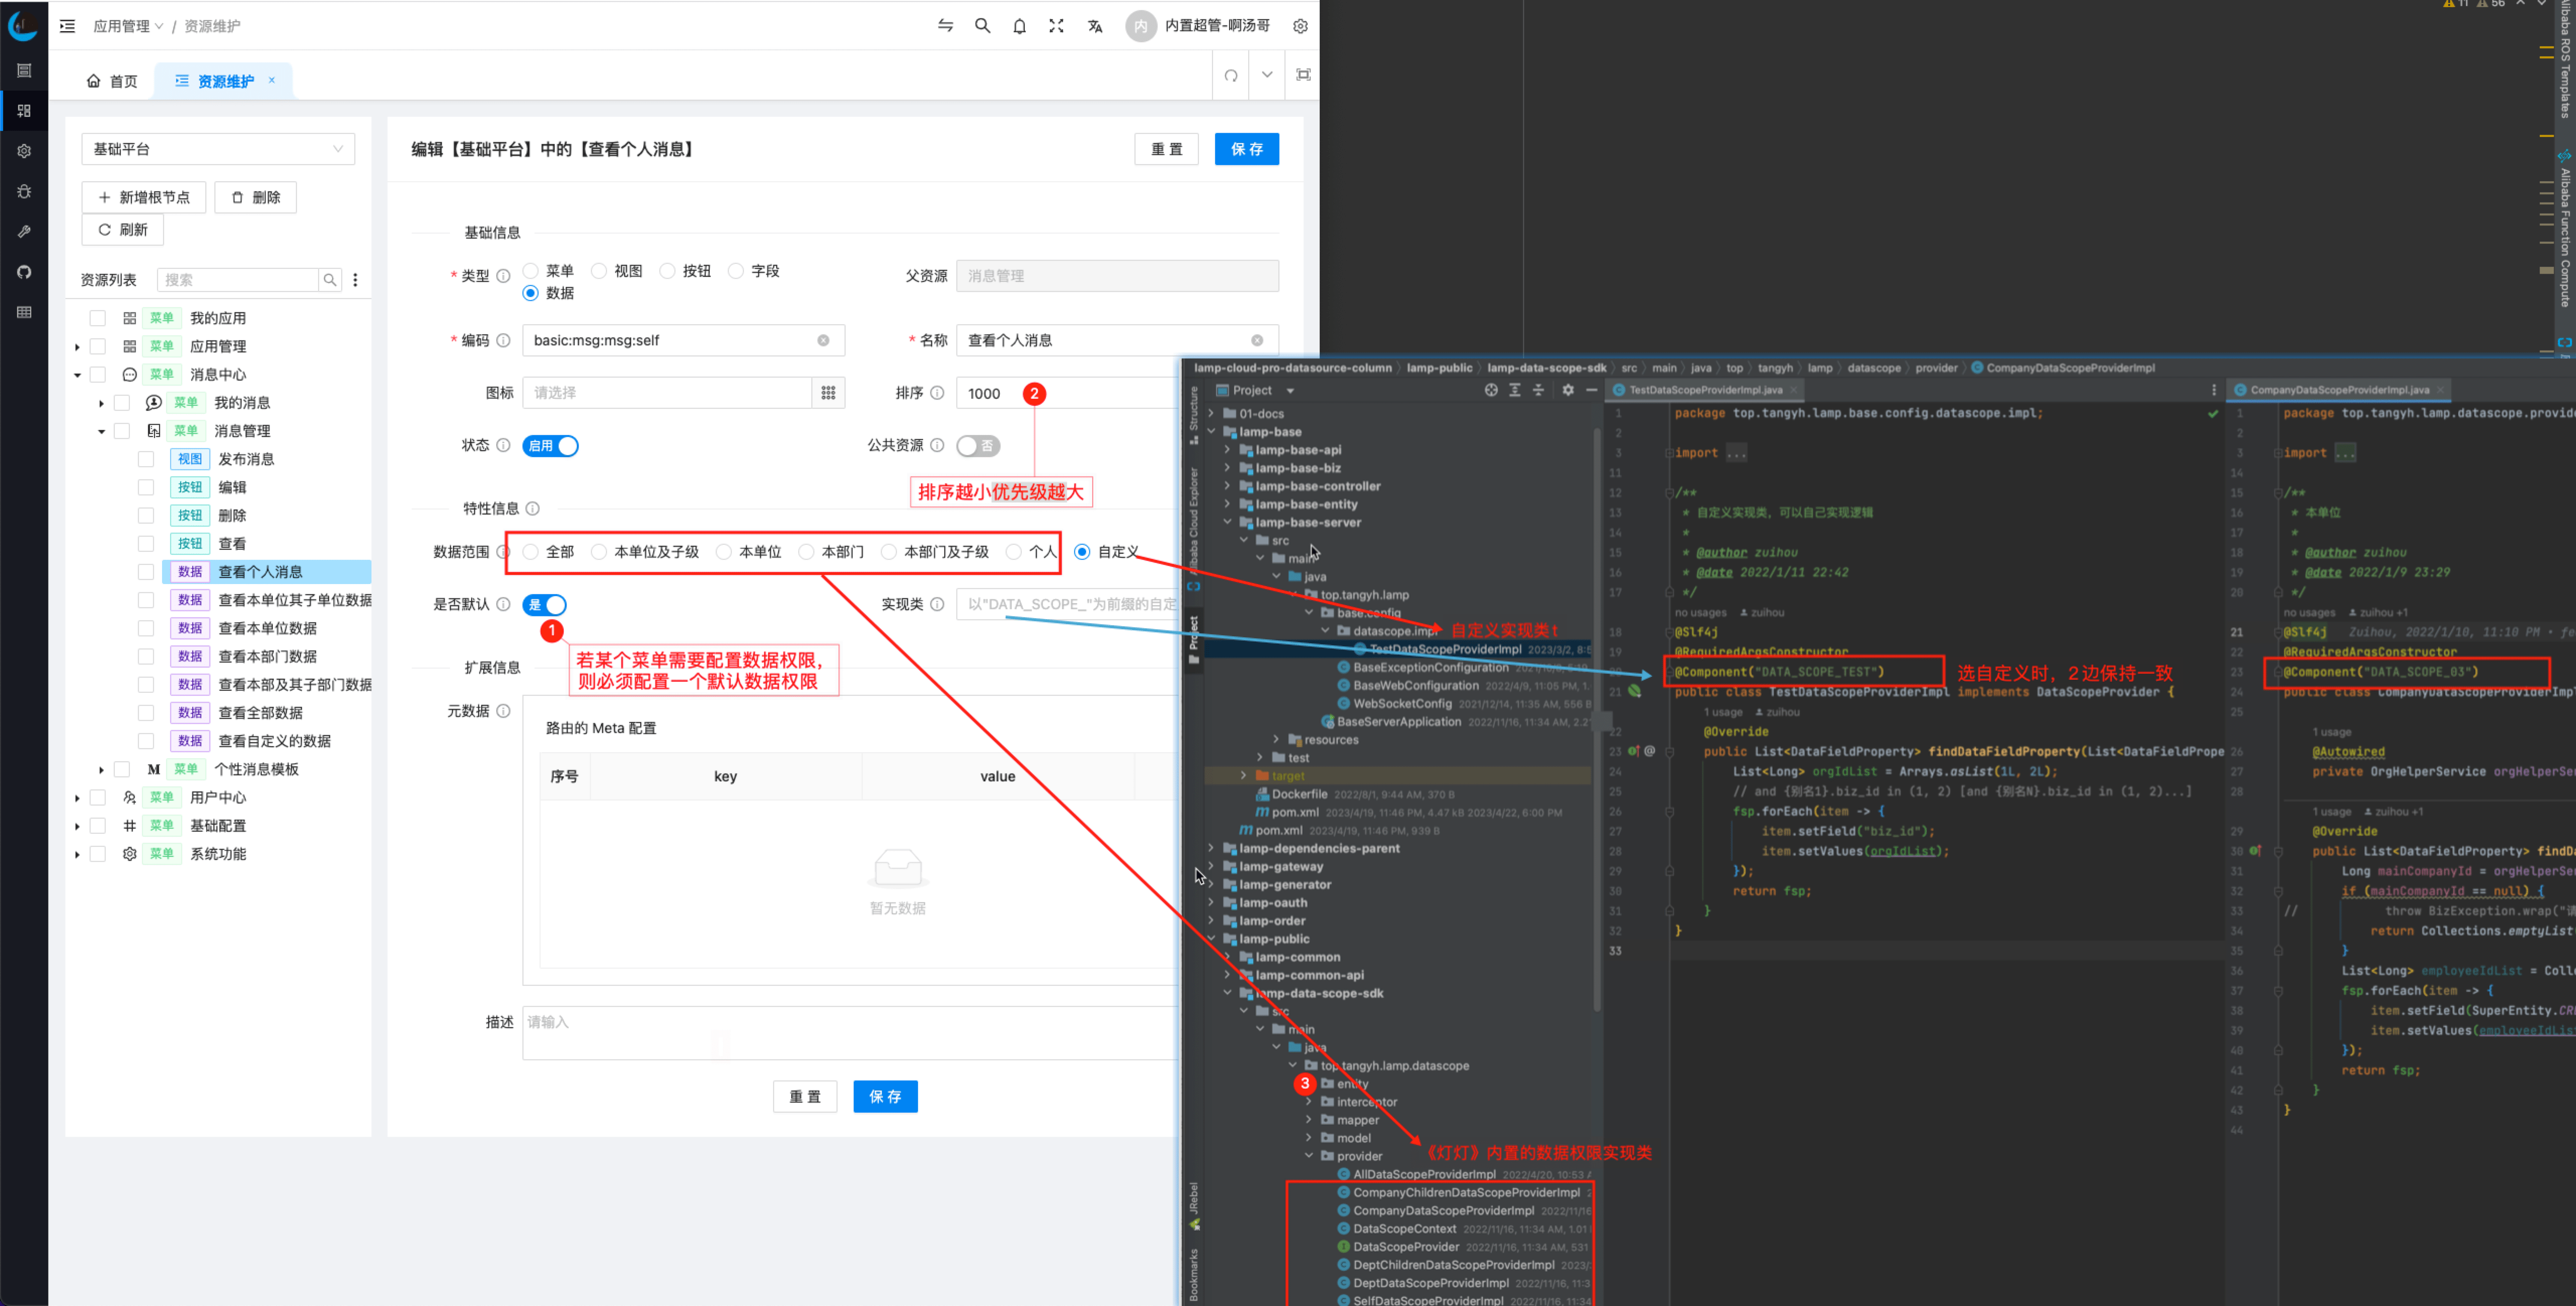 应用管理 / 资源维护
内 内置超管-啊汤哥
首页
资源维护 ×
基础平台
新增根节点
删除
刷新
资源列表 搜索
菜单 我的应用
菜单 应用管理
菜单 消息中心
菜单 我的消息
菜单 消息管理
视图 发布消息
按钮 编辑
按钮 删除
按钮 查看
数据 查看个人消息
数据 查看本单位其子单位数据
数据 查看本单位数据
数据 查看本部门数据
数据 查看本部及其子部门数据
数据 查看全部数据
数据 查看自定义的数据
M 菜单 个性消息模板
菜单 用户中心
菜单 基础配置
菜单 系统功能
编辑【基础平台】中的【查看个人消息】
重 置 保 存
基础信息
* 类型 菜单 视图 按钮 字段
数据
父资源 消息管理
* 编码 basic:msg:msg:self
* 名称 查看个人消息
图标 请选择
排序 1000
2
状态 启用
公共资源 否
排序越小优先级越大
特性信息
数据范围 全部 本单位及子级 本单位 本部门 本部门及子级 个人 自定义
是否默认 是
实现类 以"DATA_SCOPE_"为前缀的自定
1
若某个菜单需要配置数据权限，
则必须配置一个默认数据权限
扩展信息
元数据
路由的 Meta 配置
序号 key value
暂无数据
描述 请输入
重 置 保 存
11 56
Alibaba ROS Templates
Alibaba Function Compute
lamp-cloud-pro-datasource-column lamp-public lamp-data-scope-sdk src main java top tangyh lamp datascope provider CompanyDataScopeProviderImpl
Structure
Alibaba Cloud Explorer
Project
JRebel
Bookmarks
Project
01-docs
lamp-base
lamp-base-api
lamp-base-biz
lamp-base-controller
lamp-base-entity
lamp-base-server
src
main
java
top.tangyh.lamp
base.config
datascope.impl
自定义实现类t
TestDataScopeProviderImpl 2023/3/2, 8:5
BaseExceptionConfiguration
BaseWebConfiguration 2022/4/9, 11:05 PM, 1.
WebSocketConfig 2021/12/14, 11:35 AM, 556 B
BaseServerApplication 2022/11/16, 11:34 AM, 2.2
resources
test
target
Dockerfile 2022/8/1, 9:44 AM, 370 B
pom.xml 2023/4/19, 11:46 PM, 4.47 kB 2023/4/22, 6:00 PM
pom.xml 2023/4/19, 11:46 PM, 939 B
lamp-dependencies-parent
lamp-gateway
lamp-generator
lamp-oauth
lamp-order
lamp-public
lamp-common
lamp-common-api
lamp-data-scope-sdk
src
main
java
top.tangyh.lamp.datascope
3
entity
interceptor
mapper
model
provider
《灯灯》内置的数据权限实现类
AllDataScopeProviderImpl 2022/4/20, 10:53 A
CompanyChildrenDataScopeProviderImpl 2
CompanyDataScopeProviderImpl 2022/11/16
DataScopeContext 2022/11/16, 11:34 AM, 1.01
DataScopeProvider 2022/11/16, 11:34 AM, 531
DeptChildrenDataScopeProviderImpl 2023/
DeptDataScopeProviderImpl 2022/11/16, 11:3
SelfDataScopeProviderImpl 2022/11/16, 11:34
TestDataScopeProviderImpl.java
1 package top.tangyh.lamp.base.config.datascope.impl;
2
3 import ...
11
12 /**
13 * 自定义实现类，可以自己实现逻辑
14 *
15 * @author zuihou
16 * @date 2022/1/11 22:42
17 */
no usages zuihou
18 @Slf4j
19 @RequiredArgsConstructor
20 @Component("DATA_SCOPE_TEST")
选自定义时，2边保持一致
21 public class TestDataScopeProviderImpl implements DataScopeProvider {
1 usage zuihou
22 @Override
23 public List<DataFieldProperty> findDataFieldProperty(List<DataFieldPrope
24 List<Long> orgIdList = Arrays.asList(1L, 2L);
25 // and {别名1}.biz_id in (1, 2) [and {别名N}.biz_id in (1, 2)...]
26 fsp.forEach(item -> {
27 item.setField("biz_id");
28 item.setValues(orgIdList);
29 });
30 return fsp;
31 }
32 }
33
CompanyDataScopeProviderImpl.java
1 package top.tangyh.lamp.datascope.provide
2
3 import ...
14
15 /**
16 * 本单位
17 *
18 * @author zuihou
19 * @date 2022/1/9 23:29
20 */
no usages zuihou +1
21 @Slf4j Zuihou, 2022/1/10, 11:10 PM • fe
22 @RequiredArgsConstructor
23 @Component("DATA_SCOPE_03")
24 public class CompanyDataScopeProviderImpl
25
1 usage
26 @Autowired
27 private OrgHelperService orgHelperSer
28
1 usage zuihou +1
29 @Override
30 public List<DataFieldProperty> findDa
31 Long mainCompanyId = orgHelperSer
32 if (mainCompanyId == null) {
33 // throw BizException.wrap("请
34 return Collections.emptyList(
35 }
36 List<Long> employeeIdList = Colle
37 fsp.forEach(item -> {
38 item.setField(SuperEntity.CRE
39 item.setValues(employeeIdList
40 });
41 return fsp;
42 }
43 }
44